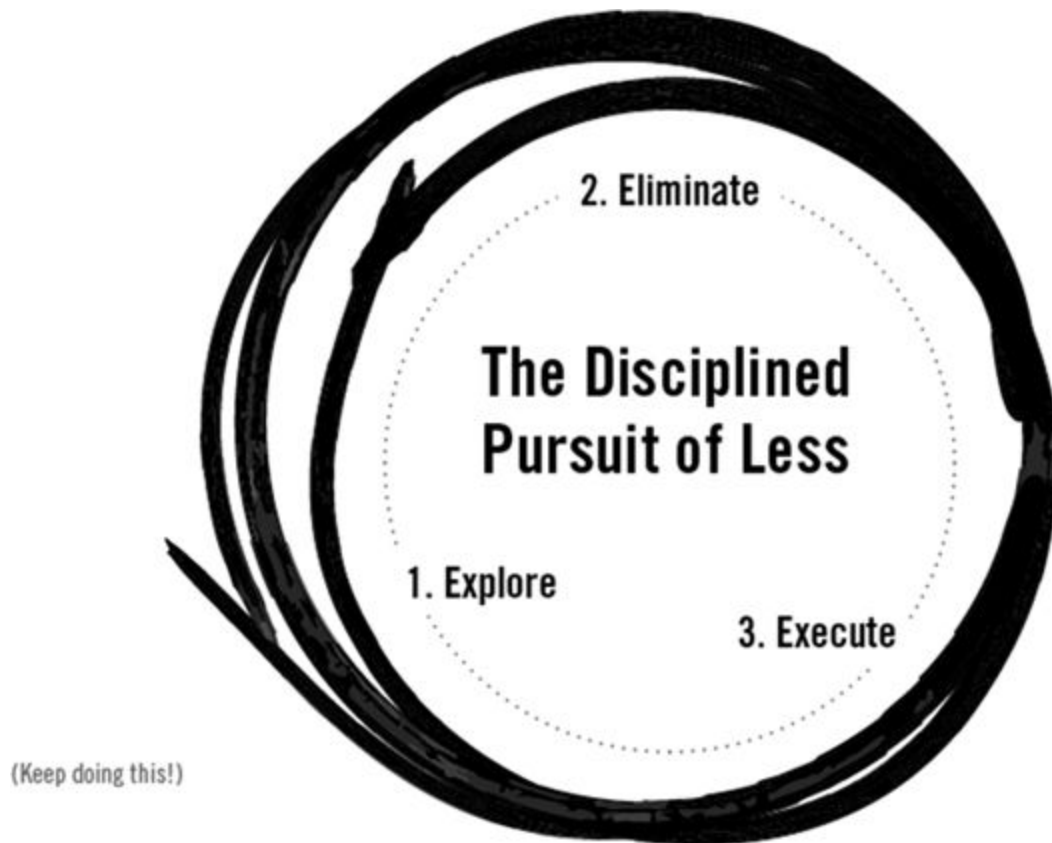 2. Eliminate
The Disciplined
Pursuit of Less
1. Explore
3. Execute
(Keep doing this!)